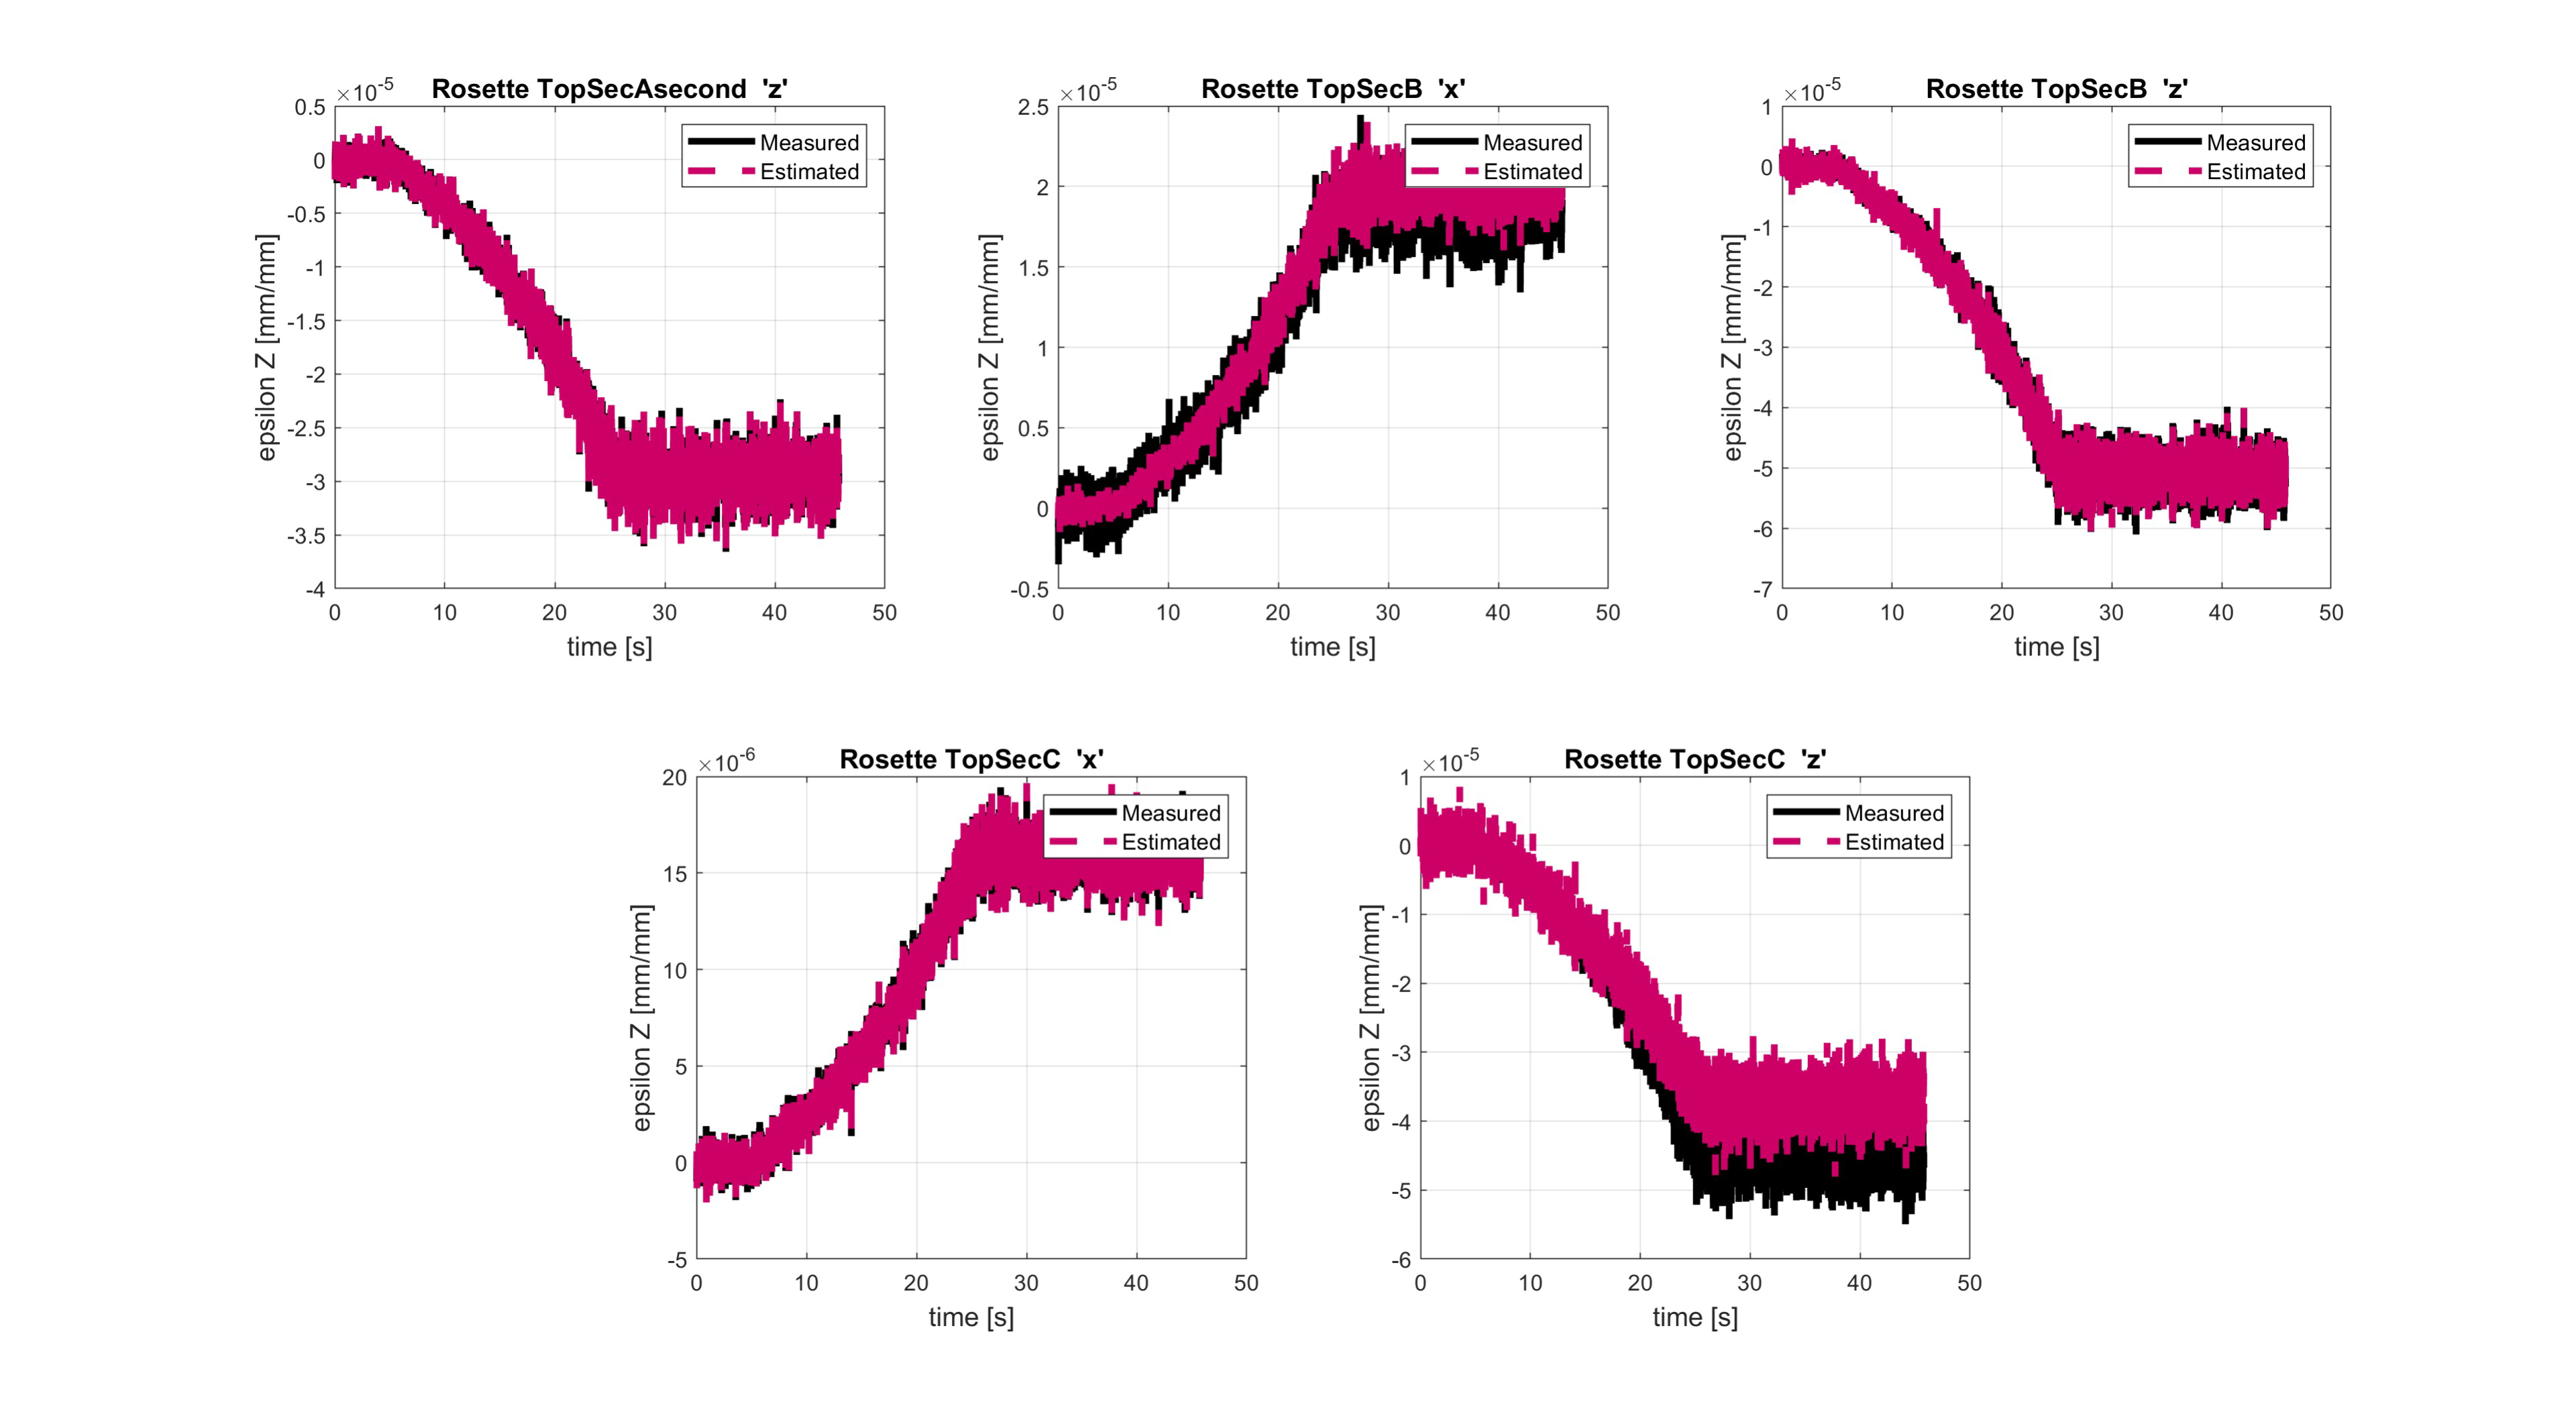 Rosette TopSecAsecond 'z'
×10-5
0.5
0
-0.5
-1
-1.5
-2
-2.5
-3
-3.5
-4
epsilon Z [mm/mm]
0 10 20 30 40 50
time [s]
Measured
Estimated
Rosette TopSecB 'x'
×10-5
2.5
2
1.5
1
0.5
0
-0.5
epsilon Z [mm/mm]
0 10 20 30 40 50
time [s]
Measured
Estimated
Rosette TopSecB 'z'
×10-5
1
0
-1
-2
-3
-4
-5
-6
-7
epsilon Z [mm/mm]
0 10 20 30 40 50
time [s]
Measured
Estimated
Rosette TopSecC 'x'
×10-6
20
15
10
5
0
-5
epsilon Z [mm/mm]
0 10 20 30 40 50
time [s]
Measured
Estimated
Rosette TopSecC 'z'
×10-5
1
0
-1
-2
-3
-4
-5
-6
epsilon Z [mm/mm]
0 10 20 30 40 50
time [s]
Measured
Estimated